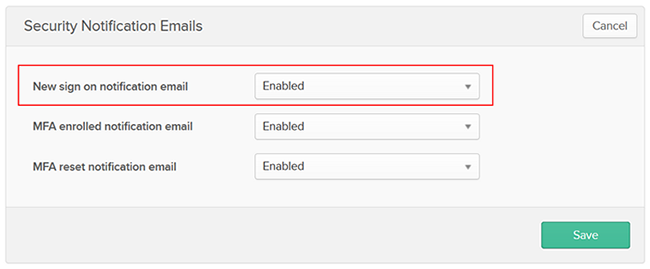 Security Notification Emails
Cancel
New sign on notification email
Enabled
MFA enrolled notification email
Enabled
MFA reset notification email
Enabled
Save